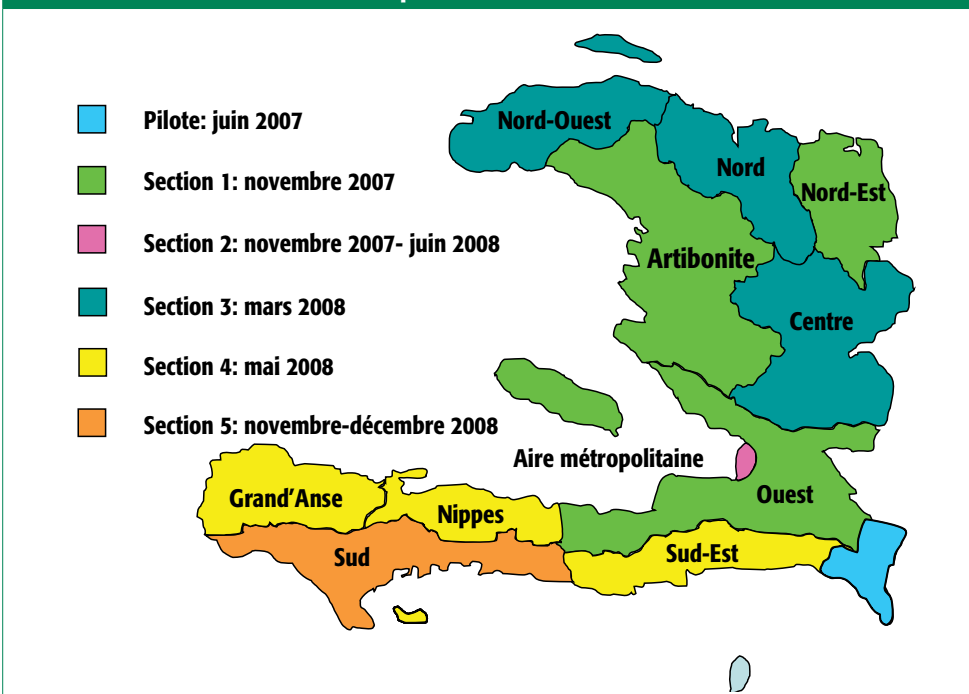 Pilote: juin 2007
Section 1: novembre 2007
Section 2: novembre 2007- juin 2008
Section 3: mars 2008
Section 4: mai 2008
Section 5: novembre-décembre 2008
Nord-Ouest
Nord
Nord-Est
Artibonite
Centre
Aire métropolitaine
Ouest
Grand'Anse
Nippes
Sud
Sud-Est